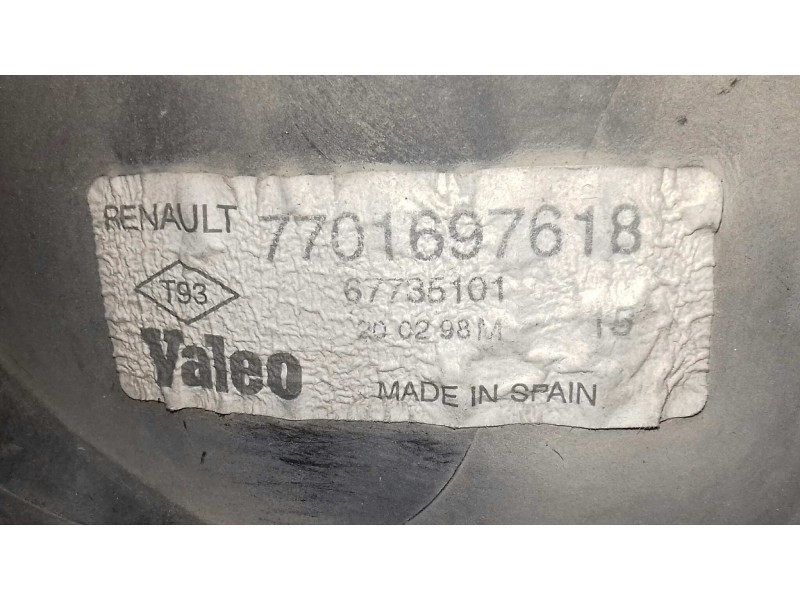 RENAULT 7701697618
T93 67735101
20 02 98M 15
Valeo
MADE IN SPAIN